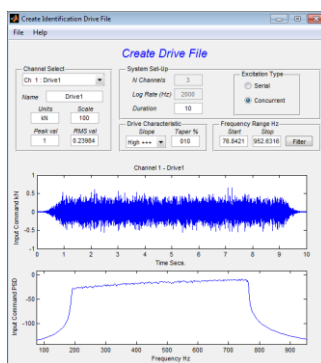 Create Identification Drive File
File Help
Create Drive File
Channel Select
Ch 1 : Drive1
Name Drive1
Units Scale
kN 100
Peak val RMS val
1 0.23984
System Set-Up
N Channels 3
Log Rate (Hz) 2000
Duration 10
Excitation Type
Serial
Concurrent
Drive Characteristic
Slope Taper %
High +++ 010
Frequency Range Hz
Start Stop
76.8421 952.6316 Filter
Channel 1 - Drive1
Input Command kN
1
0.5
0
-0.5
-1
0 1 2 3 4 5 6 7 8 9 10
Time Secs.
Input Command PSD
0
-50
-100
100 200 300 400 500 600 700 800 900
Frequency Hz